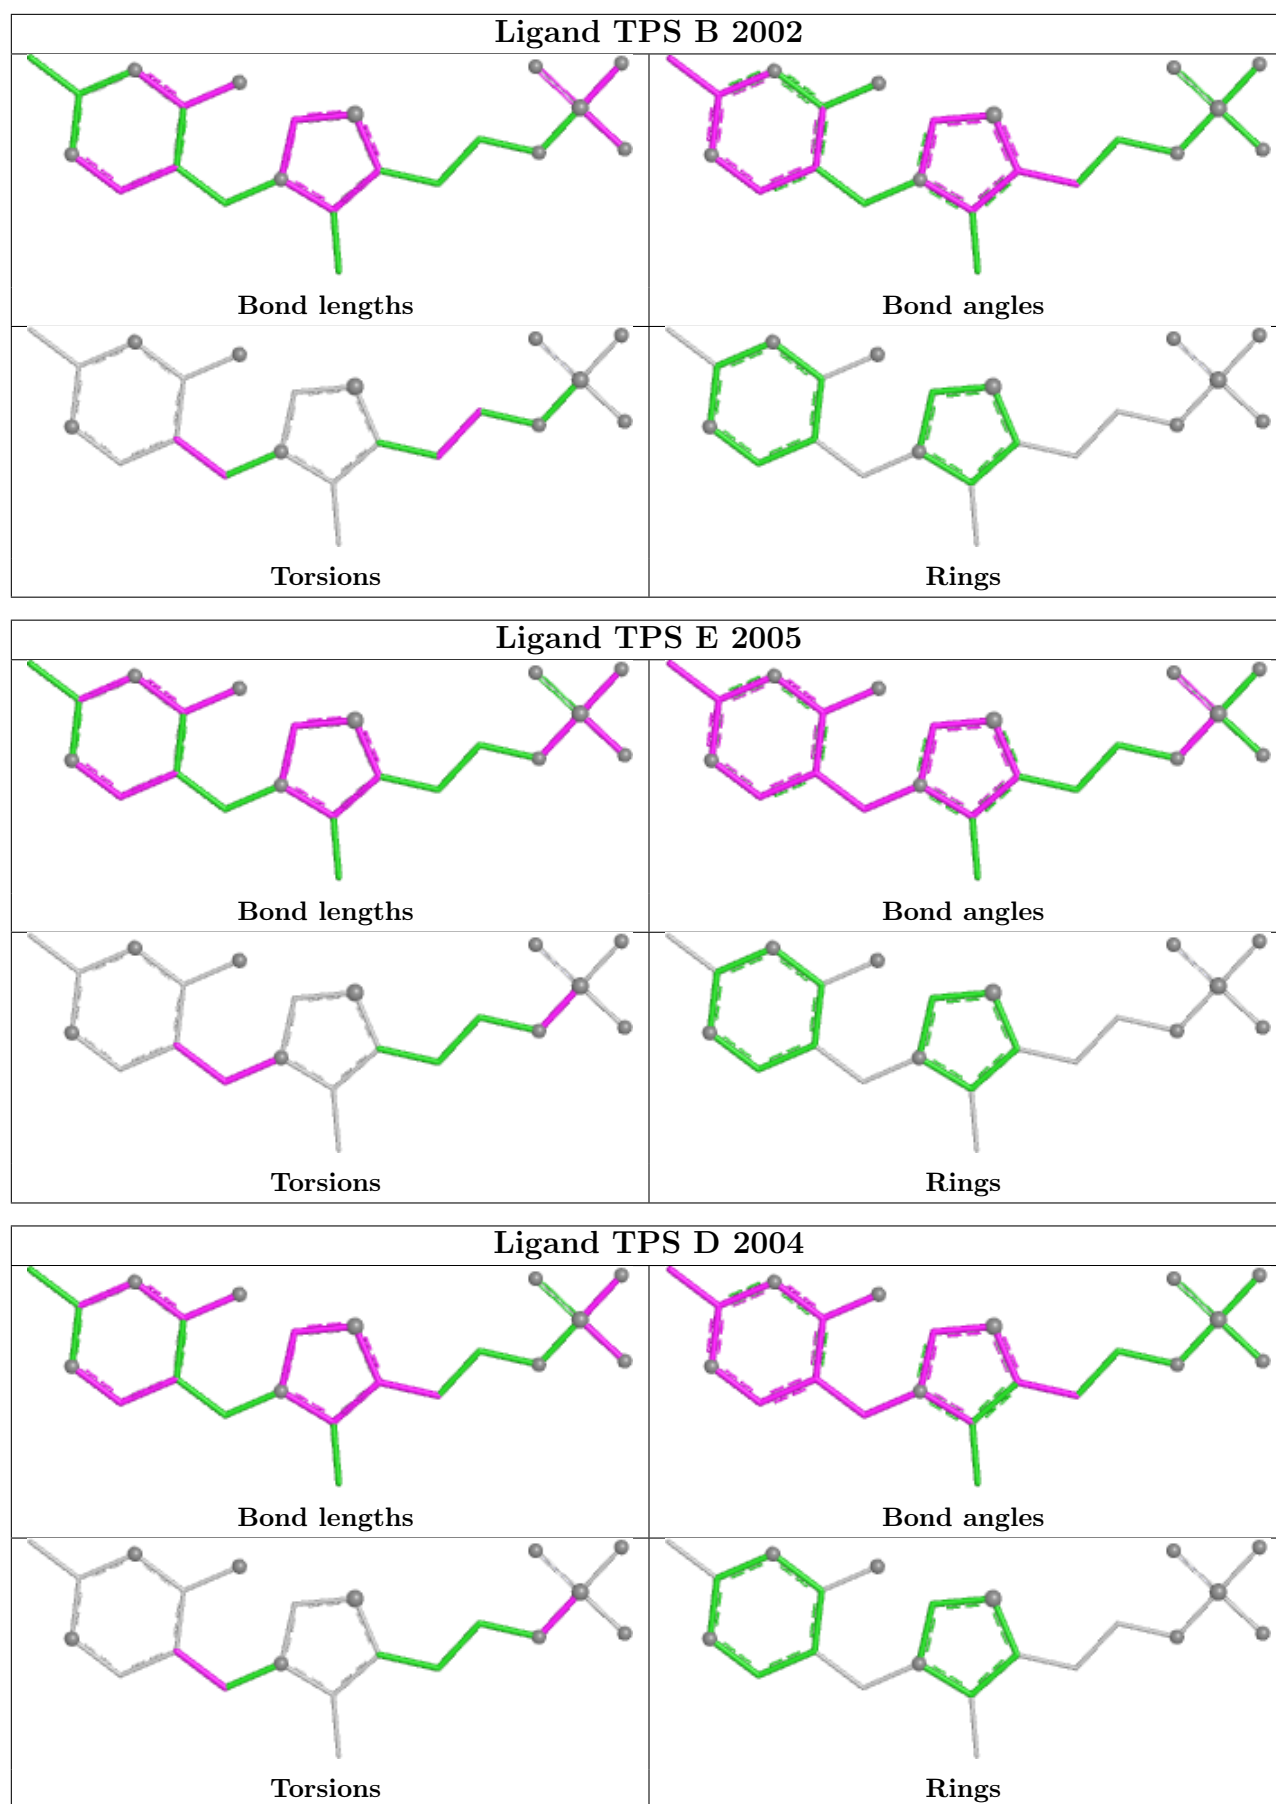 Ligand TPS B 2002
Bond lengths
Bond angles
Torsions
Rings
Ligand TPS E 2005
Bond lengths
Bond angles
Torsions
Rings
Ligand TPS D 2004
Bond lengths
Bond angles
Torsions
Rings